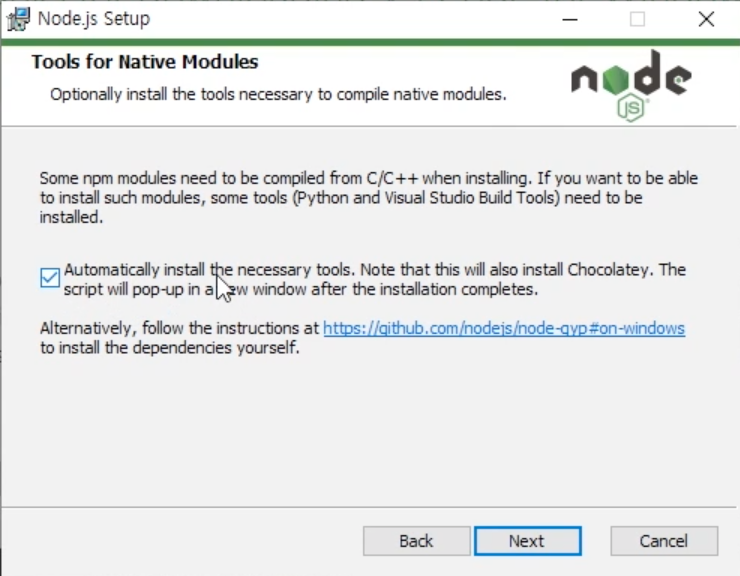 Node.js Setup
Tools for Native Modules
Optionally install the tools necessary to compile native modules.
node
JS
Some npm modules need to be compiled from C/C++ when installing. If you want to be able
to install such modules, some tools (Python and Visual Studio Build Tools) need to be
installed.
Automatically install the necessary tools. Note that this will also install Chocolatey. The
script will pop-up in a new window after the installation completes.
Alternatively, follow the instructions at https://github.com/nodejs/node-gyp#on-windows
to install the dependencies yourself.
Back
Next
Cancel